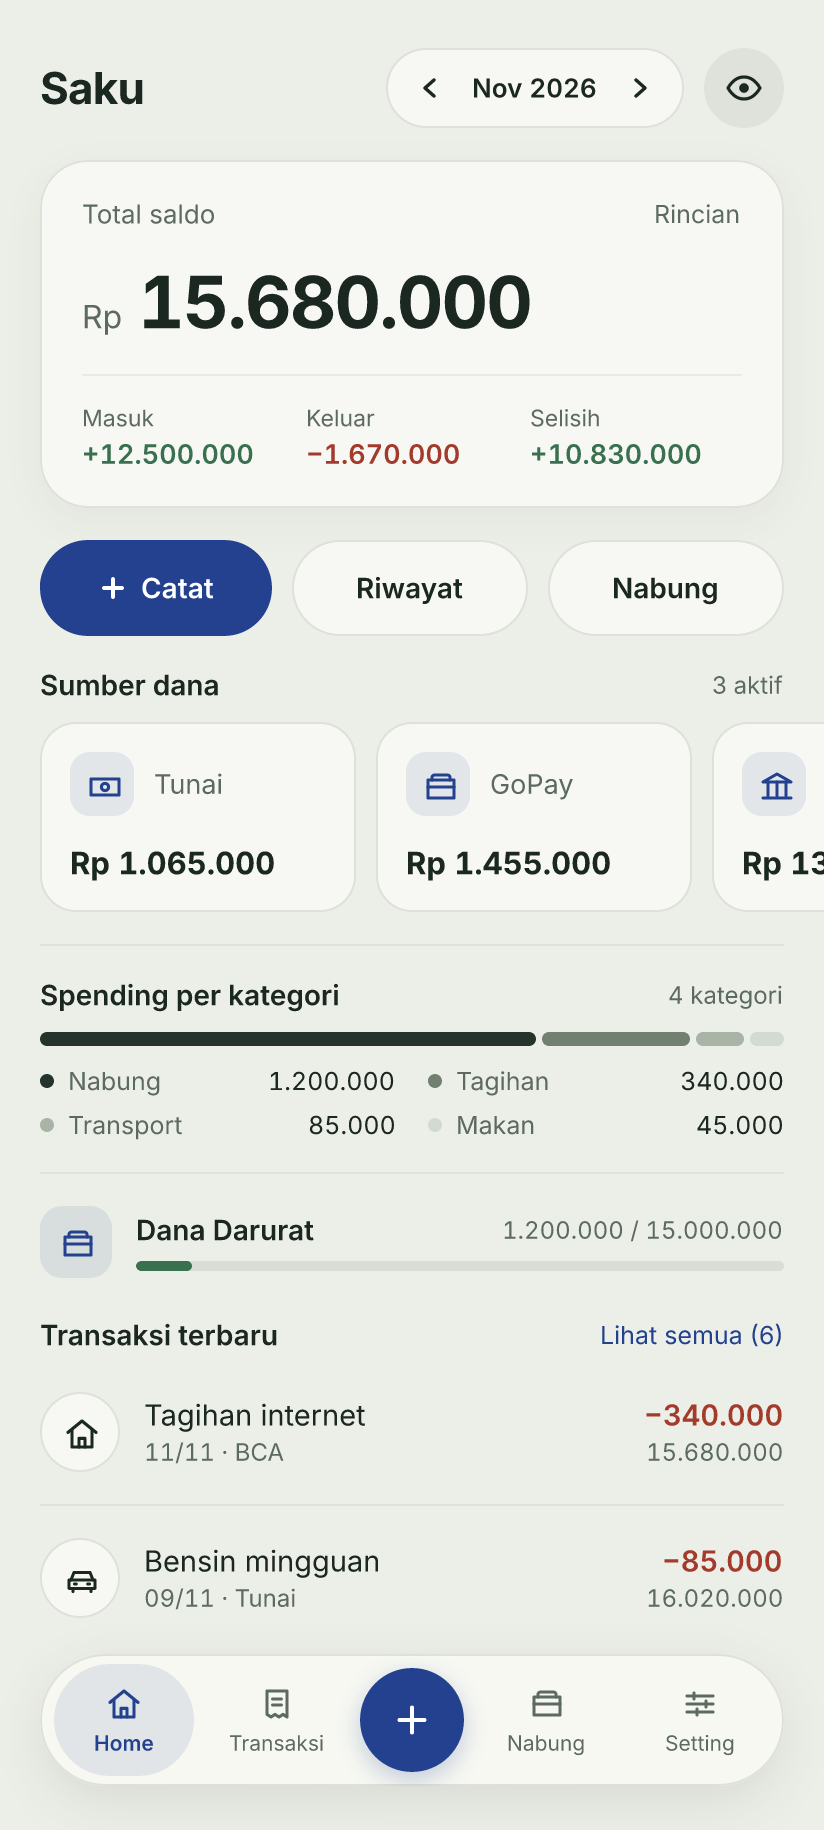 Saku
Nov 2026
Total saldo
Rincian
Rp 15.680.000
Masuk
Keluar
Selisih
+12.500.000
−1.670.000
+10.830.000
Catat
Riwayat
Nabung
Sumber dana
3 aktif
Tunai
GoPay
Rp 1.065.000
Rp 1.455.000
Rp 13
Spending per kategori
4 kategori
Nabung
1.200.000
Tagihan
340.000
Transport
85.000
Makan
45.000
Dana Darurat
1.200.000 / 15.000.000
Transaksi terbaru
Lihat semua (6)
Tagihan internet
−340.000
11/11 · BCA
15.680.000
Bensin mingguan
−85.000
09/11 · Tunai
16.020.000
Home
Transaksi
Nabung
Setting